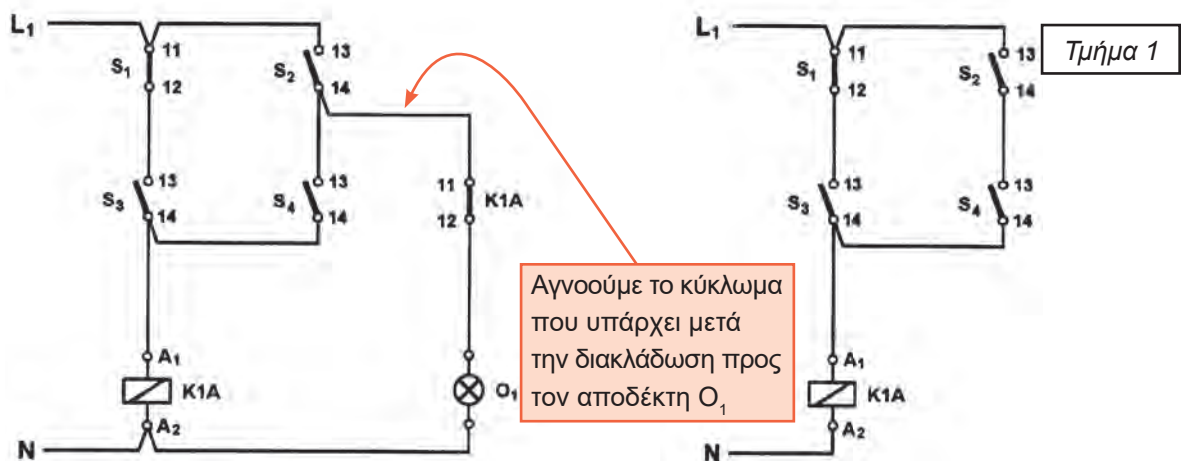 L1
11
S1
12
13
S2
14
13
S3
14
13
S4
14
11
K1A
12
A1
K1A
A2
O1
N
Αγνοούμε το κύκλωμα
που υπάρχει μετά
την διακλάδωση προς
τον αποδέκτη O1
L1
11
S1
12
13
S2
14
13
S3
14
13
S4
14
A1
K1A
A2
N
Τμήμα 1